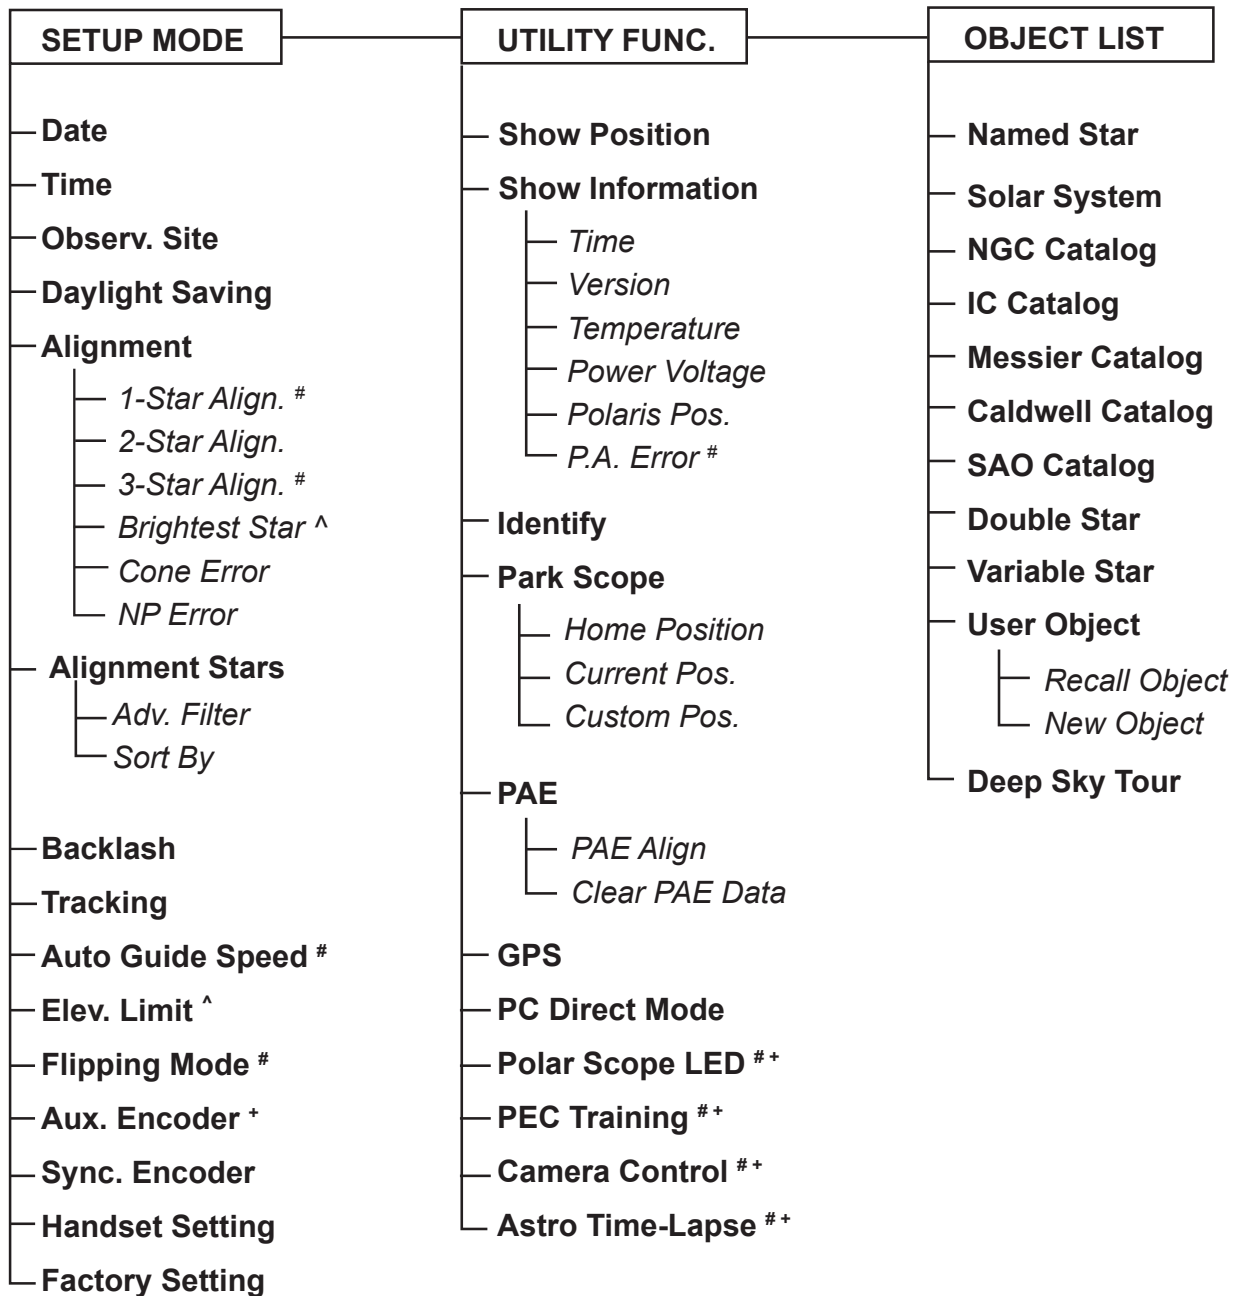 SETUP MODE
Date
Time
Observ. Site
Daylight Saving
Alignment
1-Star Align. #
2-Star Align.
3-Star Align. #
Brightest Star ^
Cone Error
NP Error
Alignment Stars
Adv. Filter
Sort By
Backlash
Tracking
Auto Guide Speed #
Elev. Limit ^
Flipping Mode #
Aux. Encoder +
Sync. Encoder
Handset Setting
Factory Setting
UTILITY FUNC.
Show Position
Show Information
Time
Version
Temperature
Power Voltage
Polaris Pos.
P.A. Error #
Identify
Park Scope
Home Position
Current Pos.
Custom Pos.
PAE
PAE Align
Clear PAE Data
GPS
PC Direct Mode
Polar Scope LED # +
PEC Training # +
Camera Control # +
Astro Time-Lapse # +
OBJECT LIST
Named Star
Solar System
NGC Catalog
IC Catalog
Messier Catalog
Caldwell Catalog
SAO Catalog
Double Star
Variable Star
User Object
Recall Object
New Object
Deep Sky Tour